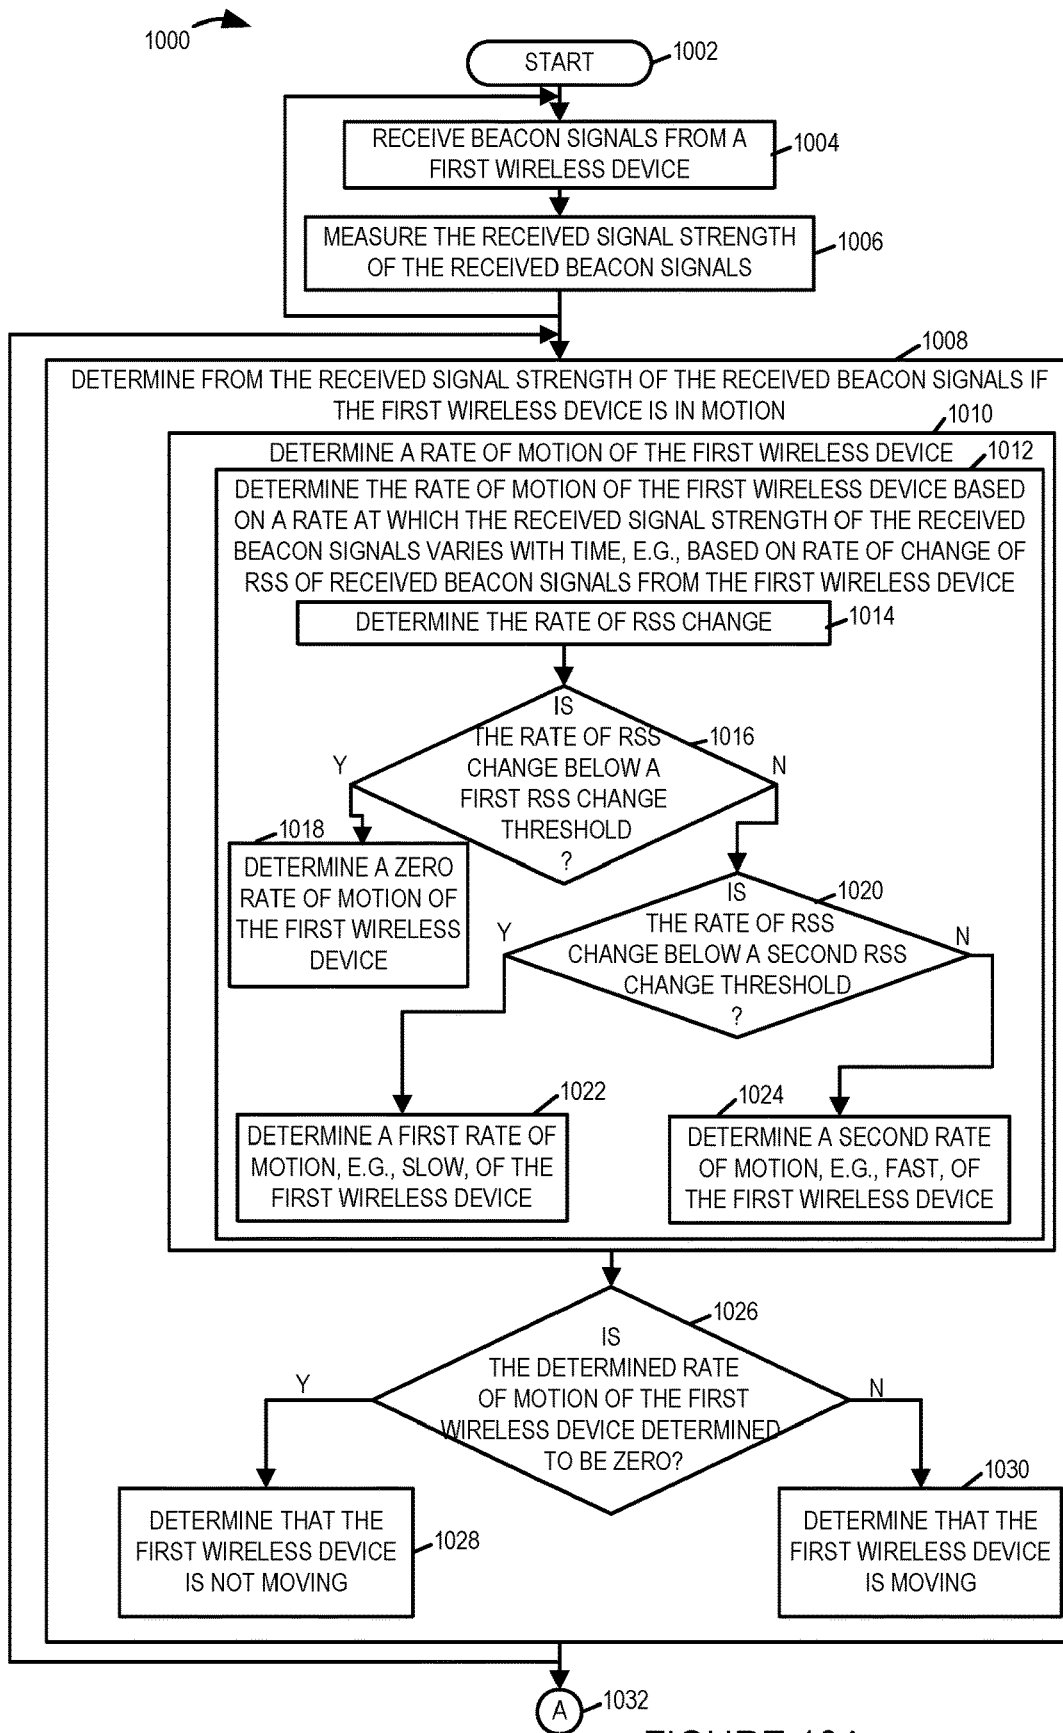 1000
START
1002
RECEIVE BEACON SIGNALS FROM A
FIRST WIRELESS DEVICE
1004
MEASURE THE RECEIVED SIGNAL STRENGTH
OF THE RECEIVED BEACON SIGNALS
1006
1008
DETERMINE FROM THE RECEIVED SIGNAL STRENGTH OF THE RECEIVED BEACON SIGNALS IF
THE FIRST WIRELESS DEVICE IS IN MOTION
1010
DETERMINE A RATE OF MOTION OF THE FIRST WIRELESS DEVICE
1012
DETERMINE THE RATE OF MOTION OF THE FIRST WIRELESS DEVICE BASED
ON A RATE AT WHICH THE RECEIVED SIGNAL STRENGTH OF THE RECEIVED
BEACON SIGNALS VARIES WITH TIME, E.G., BASED ON RATE OF CHANGE OF
RSS OF RECEIVED BEACON SIGNALS FROM THE FIRST WIRELESS DEVICE
DETERMINE THE RATE OF RSS CHANGE
1014
IS
THE RATE OF RSS
CHANGE BELOW A
FIRST RSS CHANGE
THRESHOLD
?
1016
Y
N
1018
DETERMINE A ZERO
RATE OF MOTION OF
THE FIRST WIRELESS
DEVICE
IS
THE RATE OF RSS
CHANGE BELOW A SECOND RSS
CHANGE THRESHOLD
?
1020
Y
N
1022
DETERMINE A FIRST RATE OF
MOTION, E.G., SLOW, OF THE
FIRST WIRELESS DEVICE
1024
DETERMINE A SECOND RATE
OF MOTION, E.G., FAST, OF
THE FIRST WIRELESS DEVICE
1026
IS
THE DETERMINED RATE
OF MOTION OF THE FIRST
WIRELESS DEVICE DETERMINED
TO BE ZERO?
Y
N
DETERMINE THAT THE
FIRST WIRELESS DEVICE
IS NOT MOVING
1028
1030
DETERMINE THAT THE
FIRST WIRELESS DEVICE
IS MOVING
A
1032